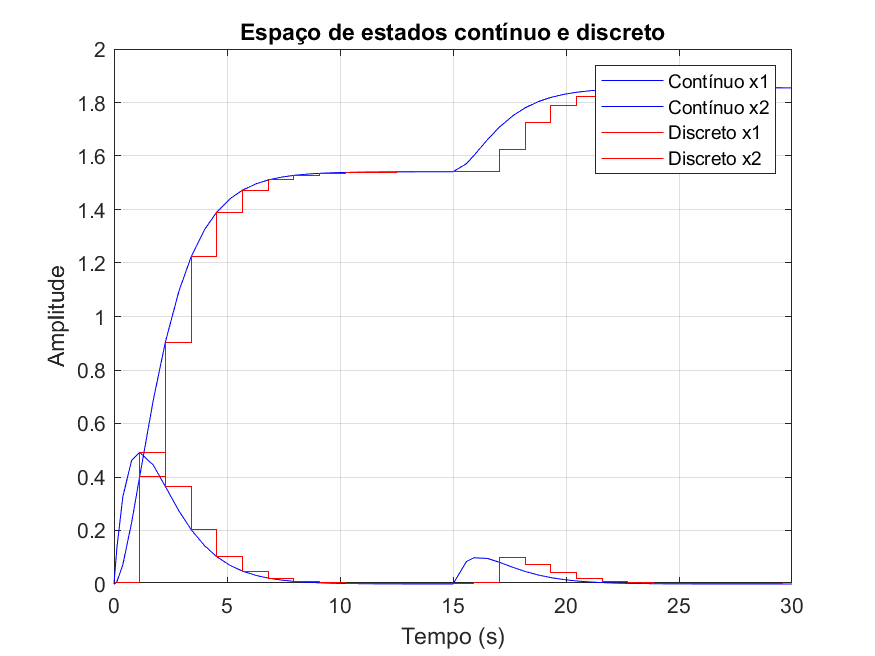 Espaço de estados contínuo e discreto
2
1.8
1.6
1.4
1.2
1
0.8
0.6
0.4
0.2
0
Amplitude
Contínuo x1
Contínuo x2
Discreto x1
Discreto x2
0 5 10 15 20 25 30
Tempo (s)